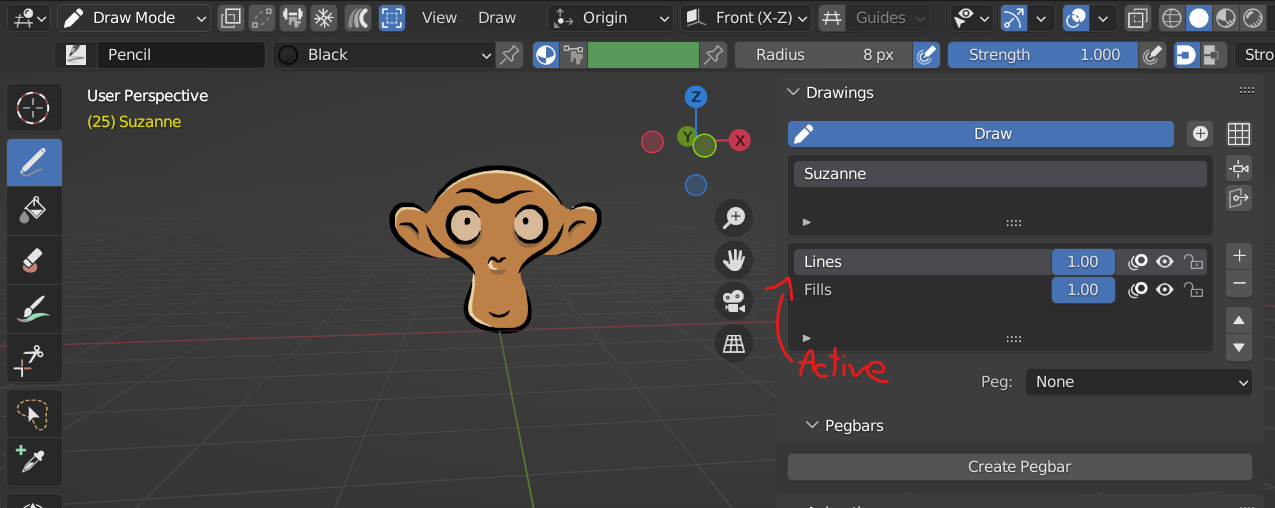 Draw Mode View Draw Origin Front (X-Z) Guides
Pencil Black Radius 8 px Strength 1.000 Stro
User Perspective
(25) Suzanne
Z
Y
X
Drawings
Draw
Suzanne
Lines 1.00
Fills 1.00
Active
Peg: None
Pegbars
Create Pegbar